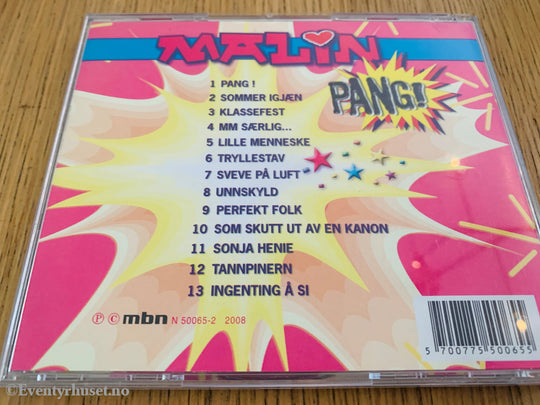 MALiN
PANG!
1 PANG !
2 SOMMER IGJÆN
3 KLASSEFEST
4 MM SÆRLIG...
5 LILLE MENNESKE
6 TRYLLESTAV
7 SVEVE PÅ LUFT
8 UNNSKYLD
9 PERFEKT FOLK
10 SOM SKUTT UT AV EN KANON
11 SONJA HENIE
12 TANNPINERN
13 INGENTING Å SI
℗ © mbn N 50065-2 2008
5 700775 500655
©Eventyrhuset.no